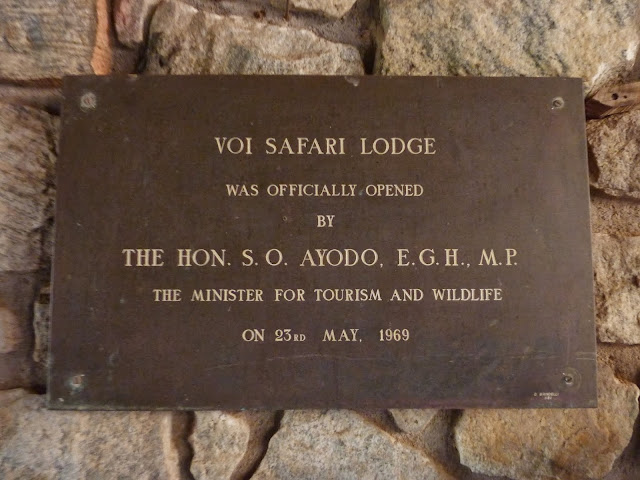 VOI SAFARI LODGE
WAS OFFICIALLY OPENED
BY
THE HON. S. O. AYODO, E.G.H., M.P.
THE MINISTER FOR TOURISM AND WILDLIFE
ON 23RD MAY, 1969